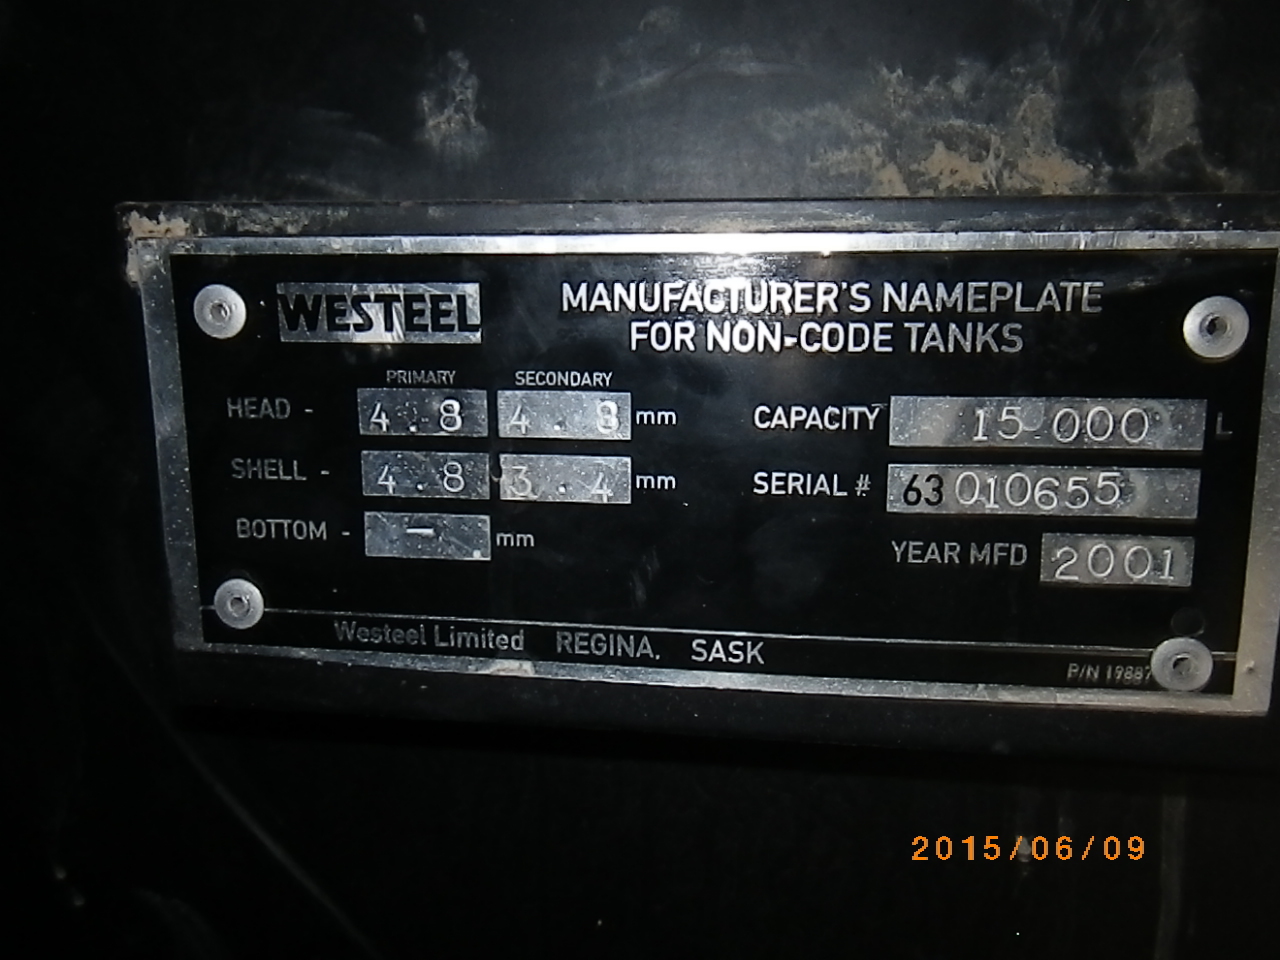 WESTEEL
MANUFACTURER'S NAMEPLATE
FOR NON-CODE TANKS
PRIMARY SECONDARY
HEAD - 4.8 4.8 mm
SHELL - 4.8 3.4 mm
BOTTOM - - mm
CAPACITY 15 000 L
SERIAL # 63 010655
YEAR MFD 2001
Westeel Limited REGINA, SASK
P/N
2015/06/09